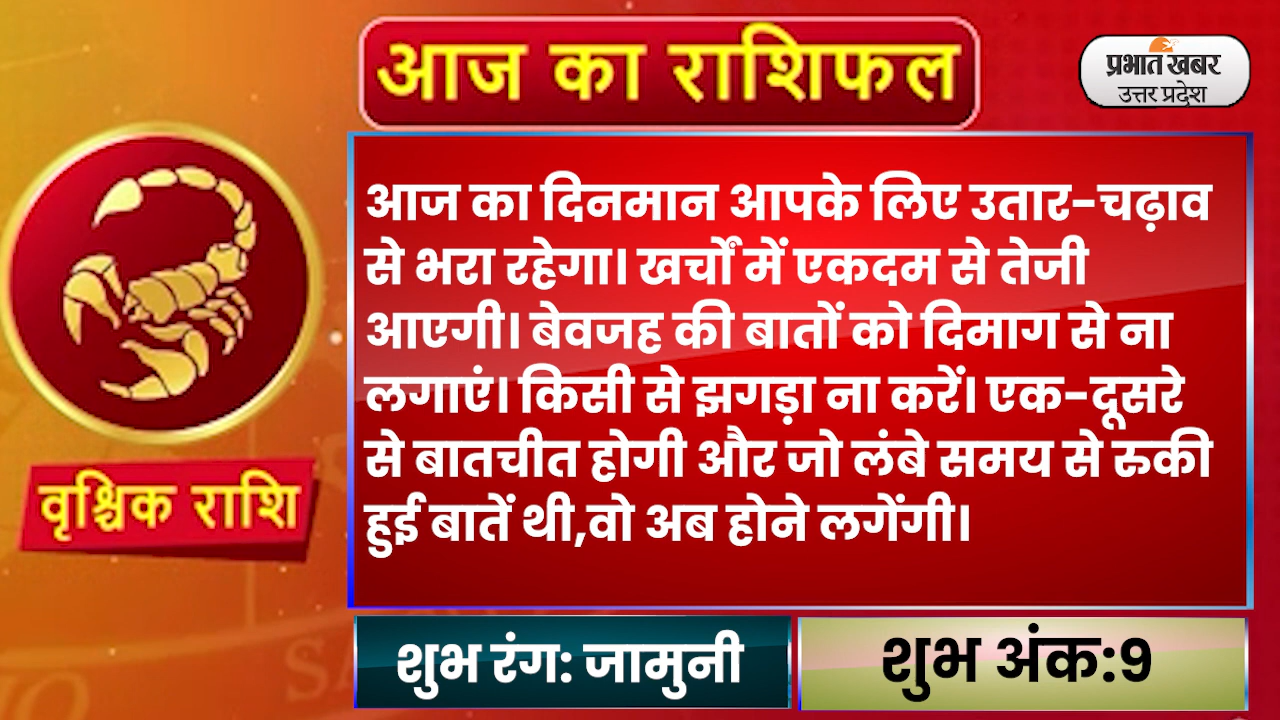 आज का राशिफल
प्रभात खबर
उत्तर प्रदेश
आज का दिनमान आपके लिए उतार-चढ़ाव
से भरा रहेगा। खर्चों में एकदम से तेजी
आएगी। बेवजह की बातों को दिमाग से ना
लगाएं। किसी से झगड़ा ना करें। एक-दूसरे
से बातचीत होगी और जो लंबे समय से रुकी
हुई बातें थी,वो अब होने लगेंगी।
वृश्चिक राशि
शुभ रंग: जामुनी
शुभ अंक:9